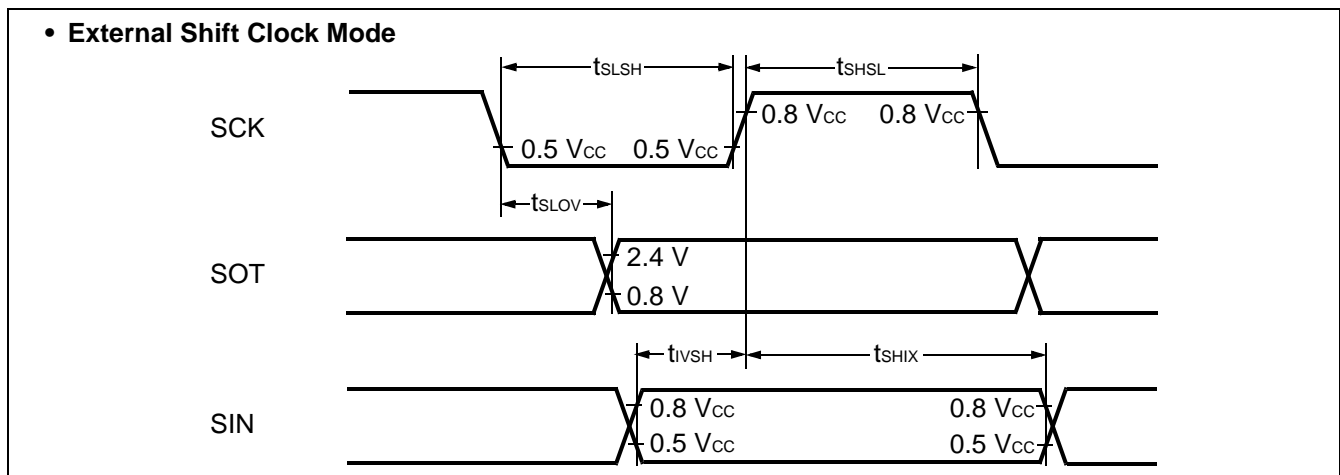 • External Shift Clock Mode
tSLSH tSHSL
SCK
0.8 VCC 0.8 VCC
0.5 VCC 0.5 VCC
tSLOV
SOT
2.4 V
0.8 V
tIVSH tSHIX
SIN
0.8 VCC 0.8 VCC
0.5 VCC 0.5 VCC